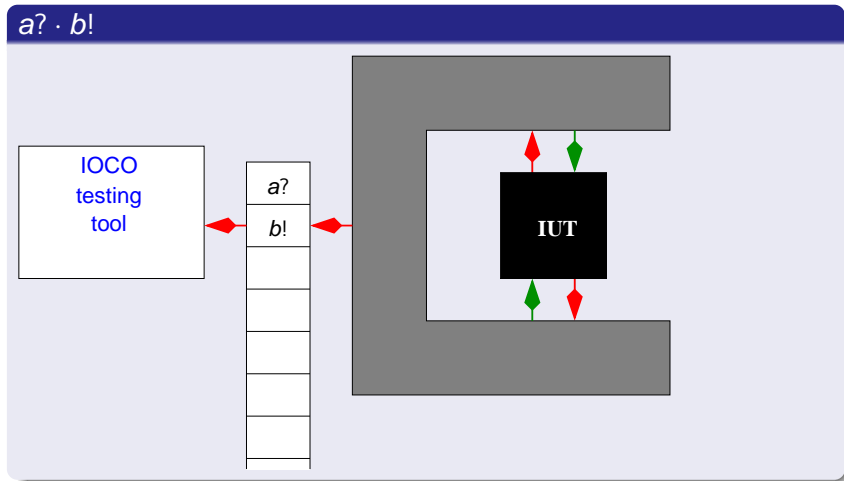 a? · b!
IOCO
testing
tool
a?
b!
IUT